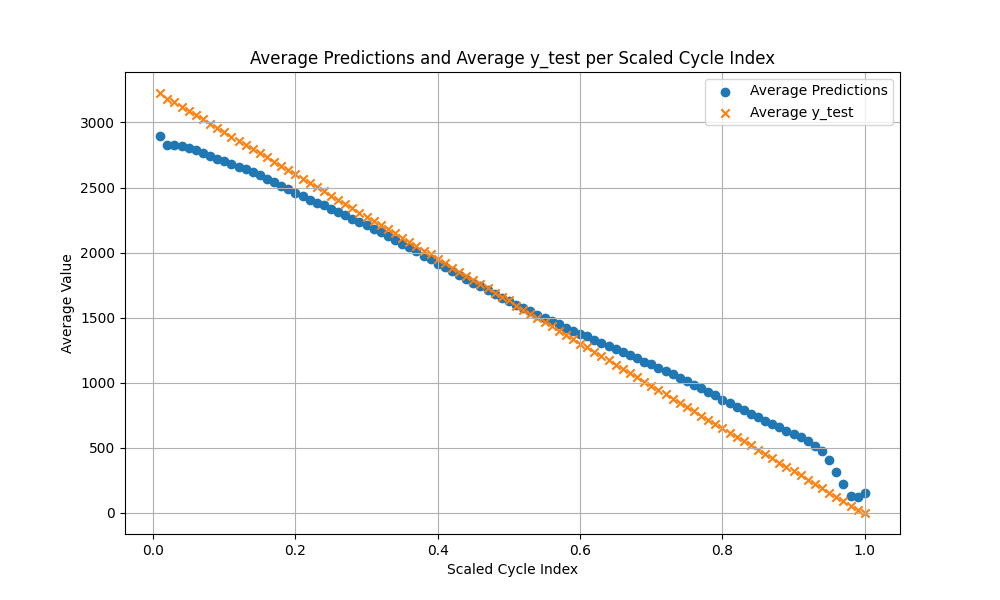 Average Predictions and Average y_test per Scaled Cycle Index
Average Predictions
Average y_test
3000
2500
2000
1500
1000
500
0
Average Value
0.0 0.2 0.4 0.6 0.8 1.0
Scaled Cycle Index